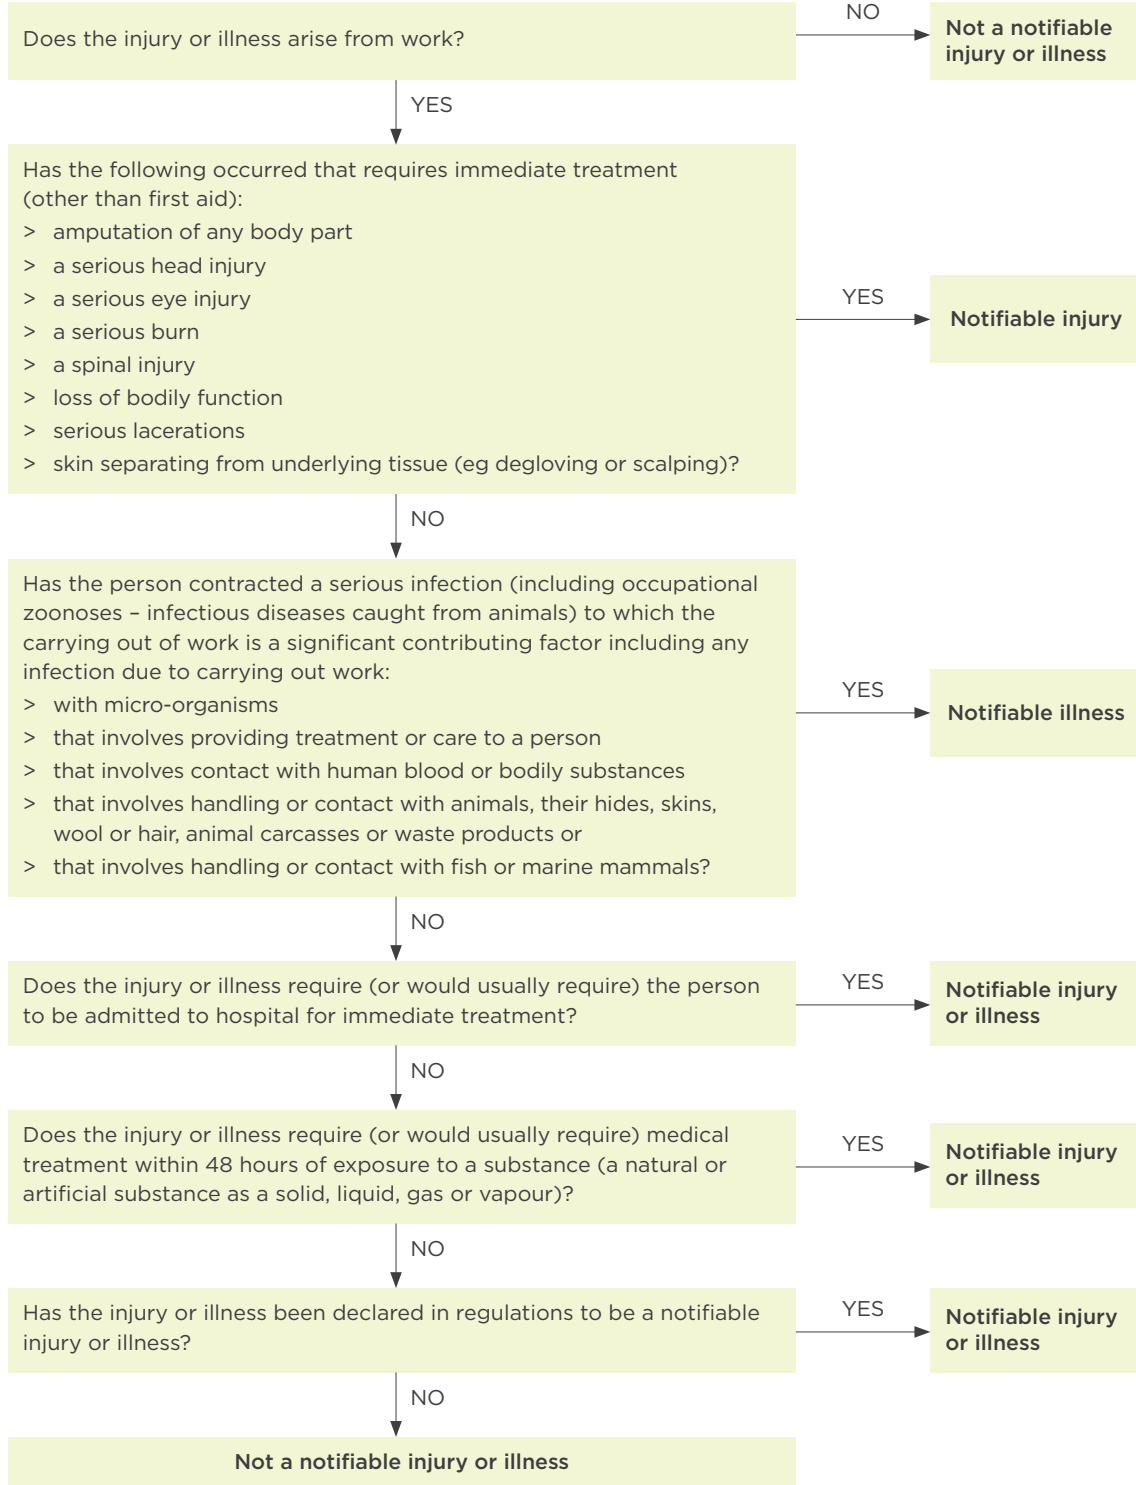 Does the injury or illness arise from work?
NO
Not a notifiable
injury or illness
YES
Has the following occurred that requires immediate treatment
(other than first aid):
> amputation of any body part
> a serious head injury
> a serious eye injury
> a serious burn
> a spinal injury
> loss of bodily function
> serious lacerations
> skin separating from underlying tissue (eg degloving or scalping)?
YES
Notifiable injury
NO
Has the person contracted a serious infection (including occupational
zoonoses – infectious diseases caught from animals) to which the
carrying out of work is a significant contributing factor including any
infection due to carrying out work:
> with micro-organisms
> that involves providing treatment or care to a person
> that involves contact with human blood or bodily substances
> that involves handling or contact with animals, their hides, skins,
wool or hair, animal carcasses or waste products or
> that involves handling or contact with fish or marine mammals?
YES
Notifiable illness
NO
Does the injury or illness require (or would usually require) the person
to be admitted to hospital for immediate treatment?
YES
Notifiable injury
or illness
NO
Does the injury or illness require (or would usually require) medical
treatment within 48 hours of exposure to a substance (a natural or
artificial substance as a solid, liquid, gas or vapour)?
YES
Notifiable injury
or illness
NO
Has the injury or illness been declared in regulations to be a notifiable
injury or illness?
YES
Notifiable injury
or illness
NO
Not a notifiable injury or illness